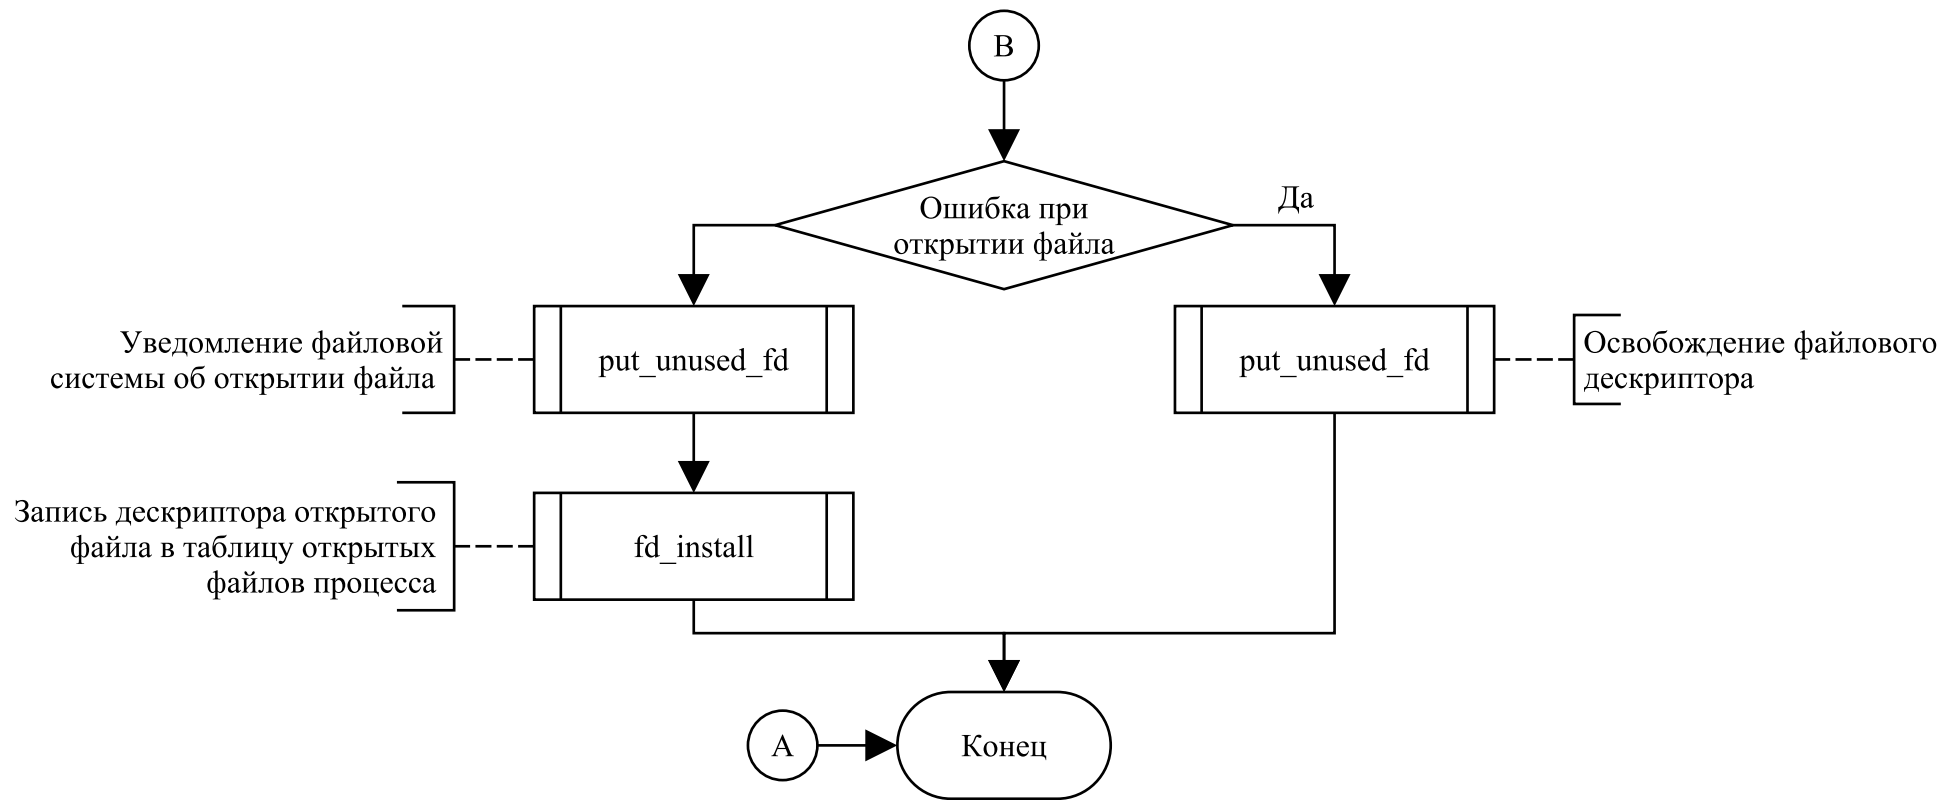 B
Ошибка при
открытии файла
Да
Уведомление файловой
системы об открытии файла
put_unused_fd
put_unused_fd
Освобождение файлового
дескриптора
Запись дескриптора открытого
файла в таблицу открытых
файлов процесса
fd_install
A
Конец